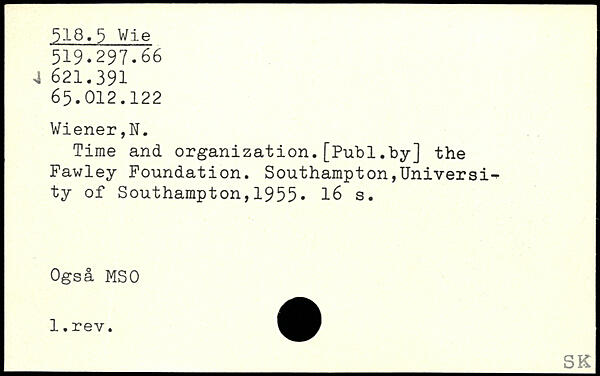 518.5 Wie
519.297.66
621.391
65.012.122
Wiener,N.
Time and organization.[Publ.by] the
Fawley Foundation. Southampton,Universi-
ty of Southampton,1955. 16 s.
Også MSO
1.rev.
SK